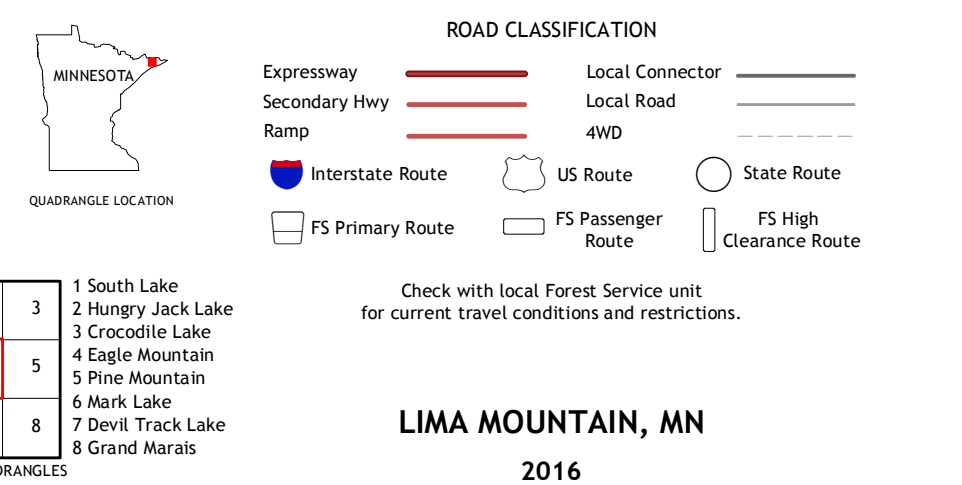 ROAD CLASSIFICATION
MINNESOTA
QUADRANGLE LOCATION
Expressway
Local Connector
Secondary Hwy
Local Road
Ramp
4WD
Interstate Route
US Route
State Route
FS Primary Route
FS Passenger
Route
FS High
Clearance Route
3
5
8
1 South Lake
2 Hungry Jack Lake
3 Crocodile Lake
4 Eagle Mountain
5 Pine Mountain
6 Mark Lake
7 Devil Track Lake
8 Grand Marais
Check with local Forest Service unit
for current travel conditions and restrictions.
LIMA MOUNTAIN, MN
2016